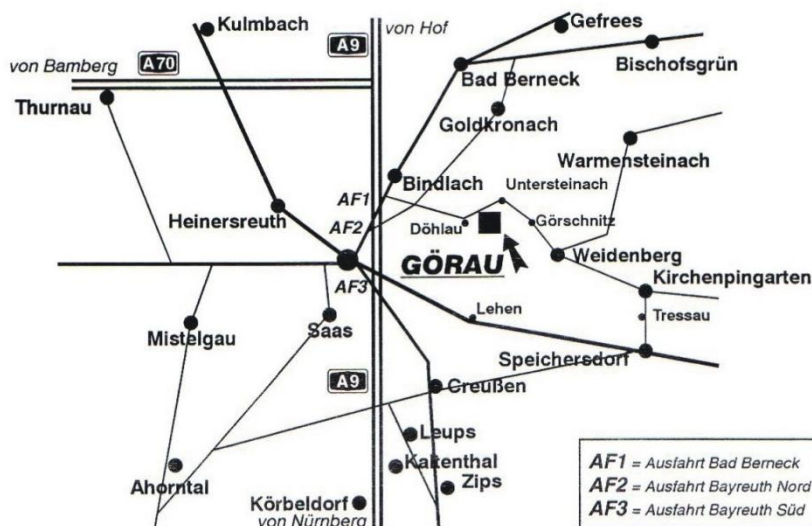 Kulmbach
A9
von Hof
Gefrees
von Bamberg
A70
Bad Berneck
Bischofsgrün
Thurnau
Goldkronach
Warmensteinach
Bindlach
AF1
Untersteinach
Heinersreuth
AF2
Döhlau
Görschnitz
GÖRAU
Weidenberg
AF3
Kirchenpingarten
Lehen
Tressau
Mistelgau
Saas
Speichersdorf
A9
Creußen
Leups
Kaltenthal
Ahorntal
Zips
Körbeldorf
von Nürnberg
AF1 = Ausfahrt Bad Berneck
AF2 = Ausfahrt Bayreuth Nord
AF3 = Ausfahrt Bayreuth Süd